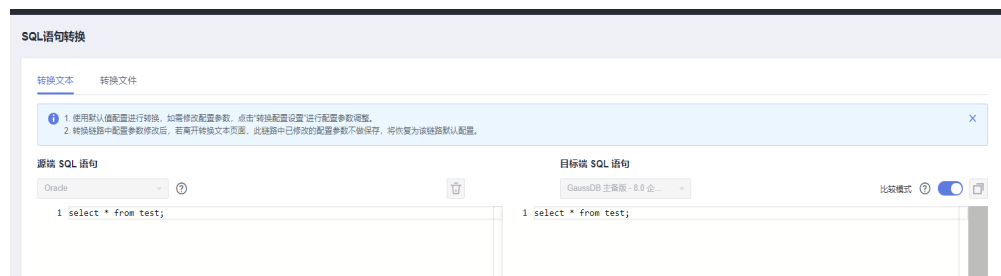 SQL语句转换
转换文本 转换文件
1. 使用默认值配置进行转换，如需修改配置参数，点击“转换配置设置”进行配置参数调整。
2. 转换链路中配置参数修改后，若离开转换文本页面，此链路中已修改的配置参数不做保存，将恢复为该链路默认配置。
源端 SQL 语句 目标端 SQL 语句
Oracle GaussDB 主备版 - 8.0 企... 比较模式
1 select * from test; 1 select * from test;